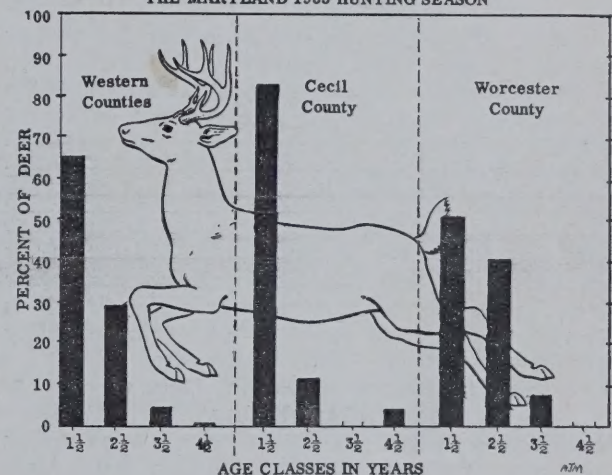 THE MARYLAND 1963 HUNTING SEASON
100
90
80
70
60
50
40
30
20
10
0
PERCENT OF DEER
Western
Counties
Cecil
County
Worcester
County
1½ 2½ 3½ 4½ 1½ 2½ 3½ 4½ 1½ 2½ 3½ 4½
AGE CLASSES IN YEARS